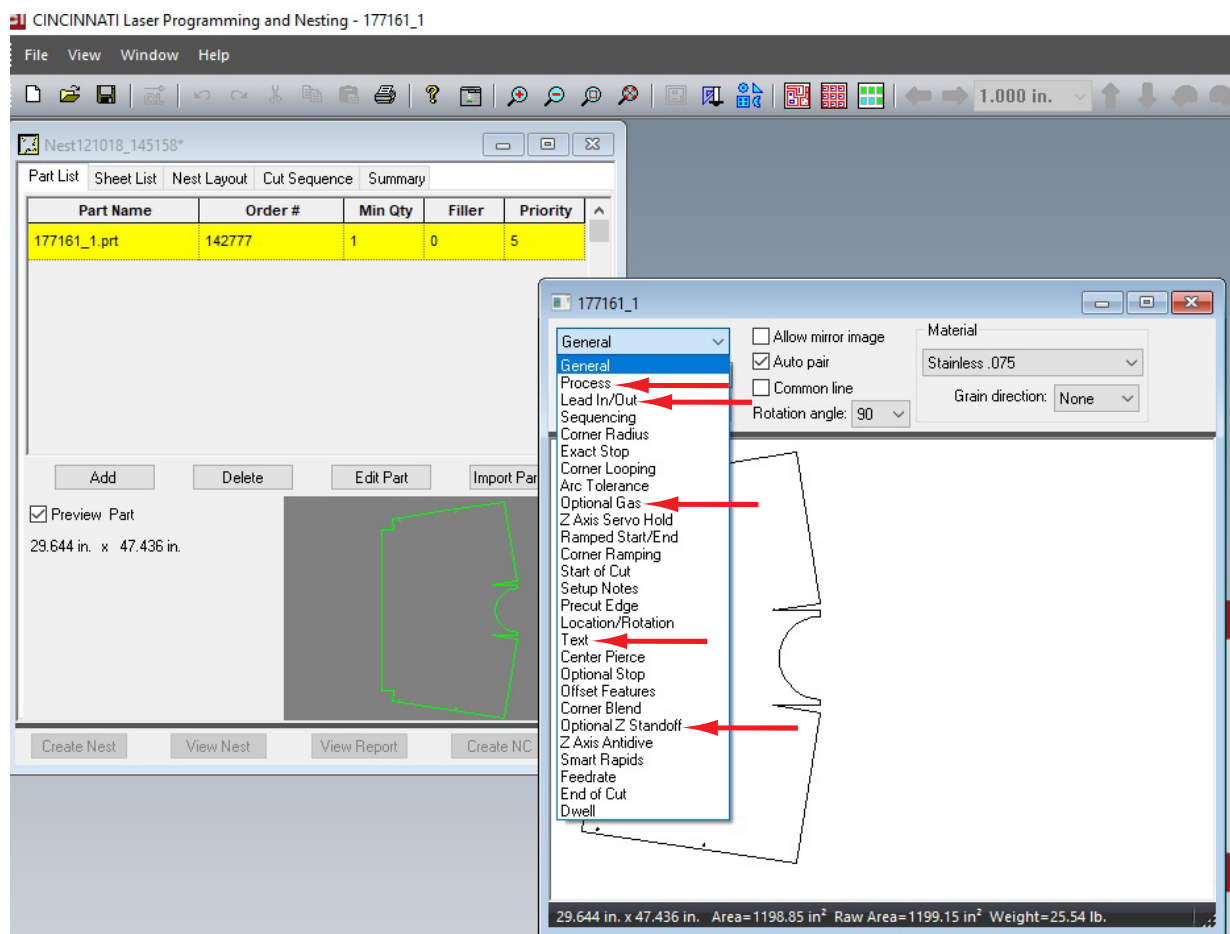 CINCINNATI Laser Programming and Nesting - 177161_1
File View Window Help
1.000 in.
Nest121018_145158*
Part List Sheet List Nest Layout Cut Sequence Summary
Part Name Order # Min Qty Filler Priority
177161_1.prt 142777 1 0 5
Add Delete Edit Part Import Par
Preview Part
29.644 in. x 47.436 in.
Create Nest View Nest View Report Create NC
177161_1
General
Allow mirror image
Auto pair
Common line
Rotation angle: 90
Material
Stainless .075
Grain direction: None
General
Process
Lead In/Out
Sequencing
Corner Radius
Exact Stop
Corner Looping
Arc Tolerance
Optional Gas
Z Axis Servo Hold
Ramped Start/End
Corner Ramping
Start of Cut
Setup Notes
Precut Edge
Location/Rotation
Text
Center Pierce
Optional Stop
Offset Features
Corner Blend
Optional Z Standoff
Z Axis Antidive
Smart Rapids
Feedrate
End of Cut
Dwell
29.644 in. x 47.436 in. Area=1198.85 in² Raw Area=1199.15 in² Weight=25.54 lb.